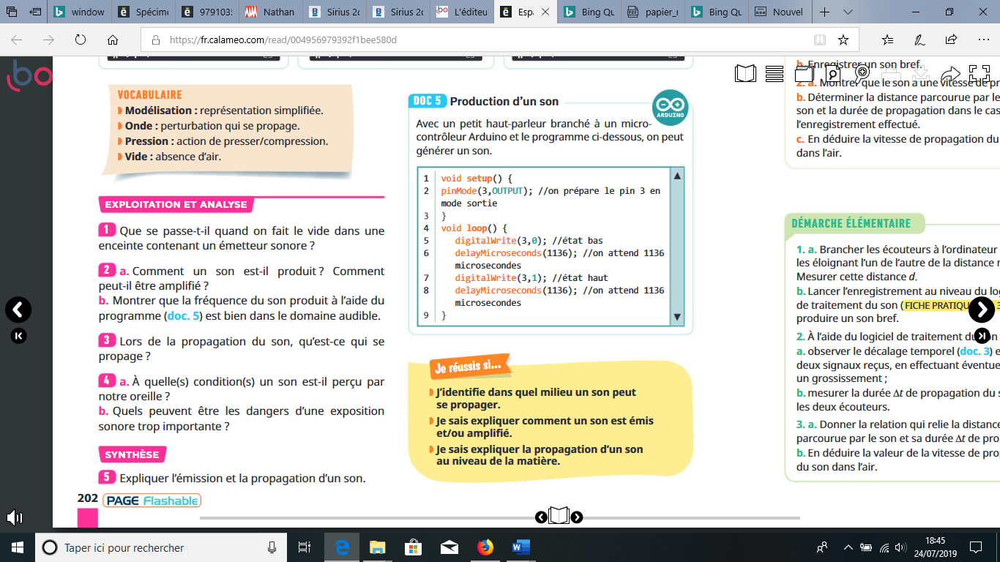 window
Spécime
979103
Nathan
Sirius 2c
Sirius 2c
L'éditeu
Esp
Bing Qu
papier_r
Bing Qu
Nouvel
https://fr.calameo.com/read/004956979392f1bee580d
bo
VOCABULAIRE
Modélisation : représentation simplifiée.
Onde : perturbation qui se propage.
Pression : action de presser/compression.
Vide : absence d'air.
EXPLOITATION ET ANALYSE
1 Que se passe-t-il quand on fait le vide dans une
enceinte contenant un émetteur sonore ?
2 a. Comment un son est-il produit ? Comment
peut-il être amplifié ?
b. Montrer que la fréquence du son produit à l'aide du
programme (doc. 5) est bien dans le domaine audible.
3 Lors de la propagation du son, qu'est-ce qui se
propage ?
4 a. À quelle(s) condition(s) un son est-il perçu par
notre oreille ?
b. Quels peuvent être les dangers d'une exposition
sonore trop importante ?
SYNTHÈSE
5 Expliquer l'émission et la propagation d'un son.
202 PAGE Flashable
DOC 5 Production d'un son
ARDUINO
Avec un petit haut-parleur branché à un micro-
contrôleur Arduino et le programme ci-dessous, on peut
générer un son.
1 void setup() {
2 pinMode(3,OUTPUT); //on prépare le pin 3 en
mode sortie
3 }
4 void loop() {
5 digitalWrite(3,0); //état bas
6 delayMicroseconds(1136); //on attend 1136
microsecondes
7 digitalWrite(3,1); //état haut
8 delayMicroseconds(1136); //on attend 1136
microsecondes
9 }
Je réussis si...
J'identifie dans quel milieu un son peut
se propager.
Je sais expliquer comment un son est émis
et/ou amplifié.
Je sais expliquer la propagation d'un son
au niveau de la matière.
b. Enregistrer un son bref.
2. a. Montrer que le son a une vitesse de pr
b. Déterminer la distance parcourue par le
son et la durée de propagation dans le cas
l'enregistrement effectué.
c. En déduire la vitesse de propagation du
dans l'air.
DÉMARCHE ÉLÉMENTAIRE
1. a. Brancher les écouteurs à l'ordinateur
les éloignant l'un de l'autre de la distance
Mesurer cette distance d.
b. Lancer l'enregistrement au niveau du lo
de traitement du son (FICHE PRATIQU 3
produire un son bref.
2. À l'aide du logiciel de traitement du son
a. observer le décalage temporel (doc. 3) e
deux signaux reçus, en effectuant éventue
un grossissement ;
b. mesurer la durée Δt de propagation du s
les deux écouteurs.
3. a. Donner la relation qui relie la distance
parcourue par le son et sa durée Δt de pro
b. En déduire la valeur de la vitesse de pro
du son dans l'air.
Taper ici pour rechercher
18:45
24/07/2019